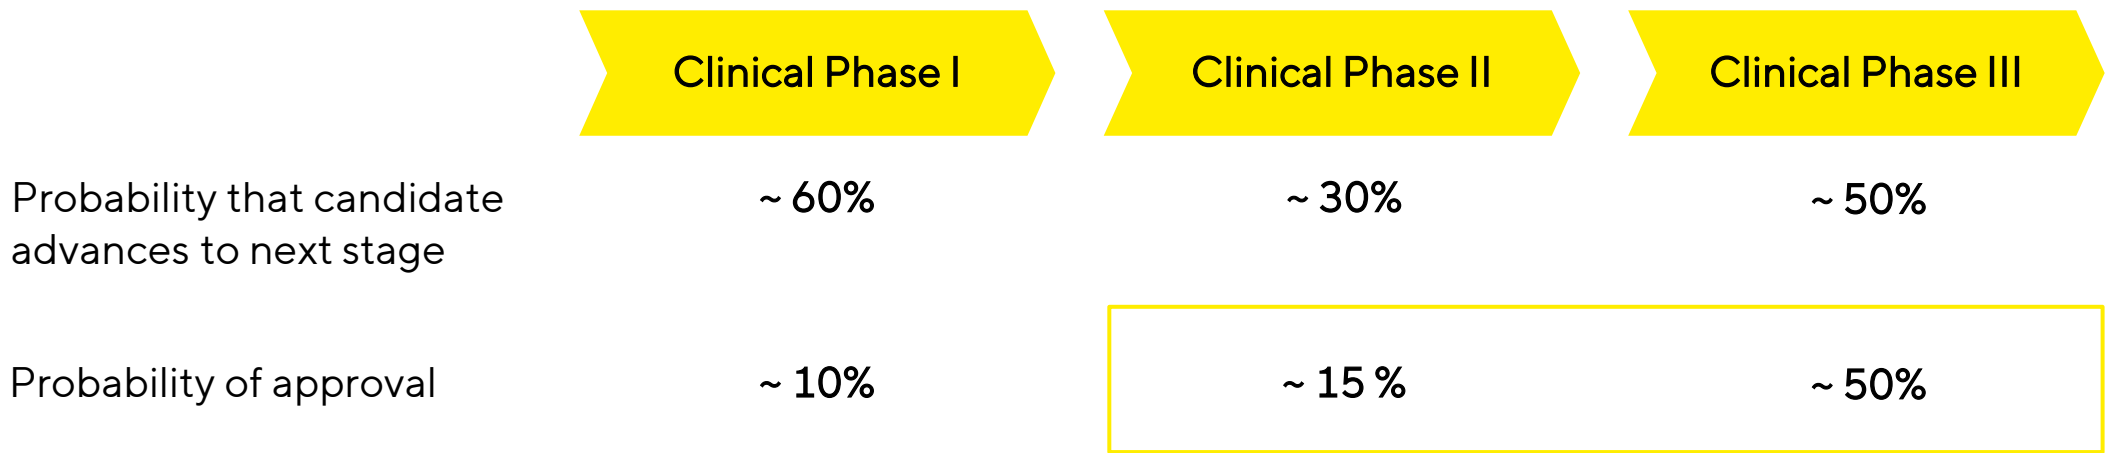 Clinical Phase I
Clinical Phase II
Clinical Phase III
Probability that candidate
advances to next stage
~ 60%
~ 30%
~ 50%
Probability of approval
~ 10%
~ 15 %
~ 50%